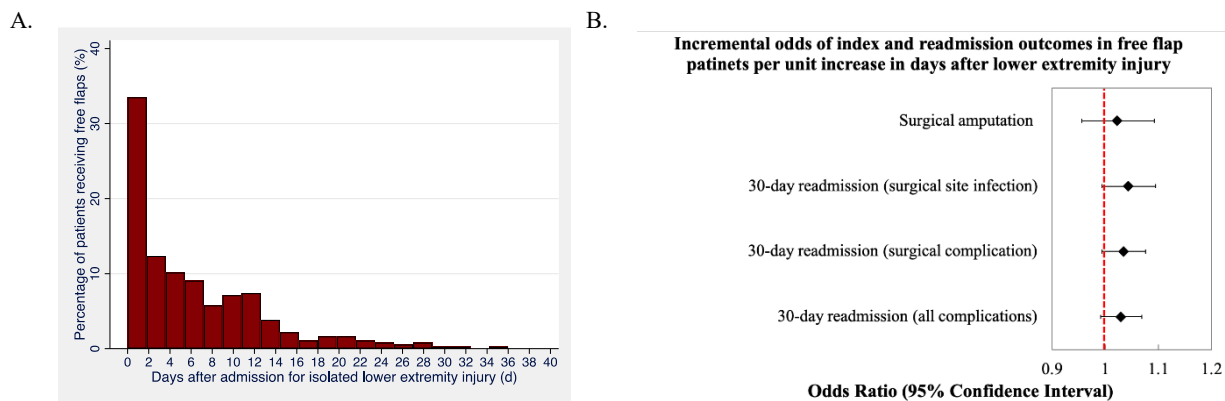 A.
B.
Percentage of patients receiving free flaps (%)
40
30
20
10
0
0 2 4 6 8 10 12 14 16 18 20 22 24 26 28 30 32 34 36 38 40
Days after admission for isolated lower extremity injury (d)
Incremental odds of index and readmission outcomes in free flap
patinets per unit increase in days after lower extremity injury
Surgical amputation
30-day readmission (surgical site infection)
30-day readmission (surgical complication)
30-day readmission (all complications)
0.9 1 1.1 1.2
Odds Ratio (95% Confidence Interval)